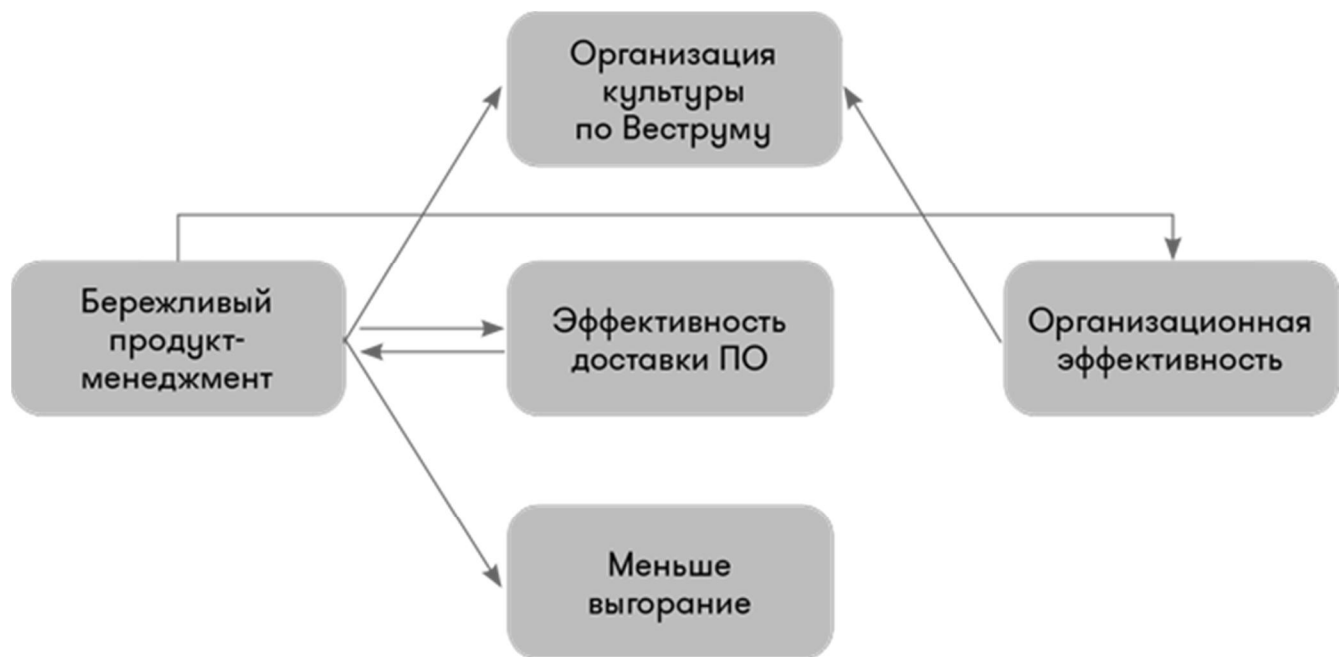 Организация
культуры
по Веструму
Бережливый
продукт-
менеджмент
Эффективность
доставки ПО
Организационная
эффективность
Меньше
выгорание